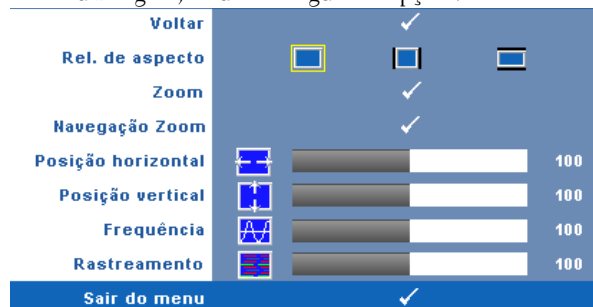 Voltar
Rel. de aspecto
Zoom
Navegação Zoom
Posição horizontal 100
Posição vertical 100
Frequência 100
Rastreamento 100
Sair do menu